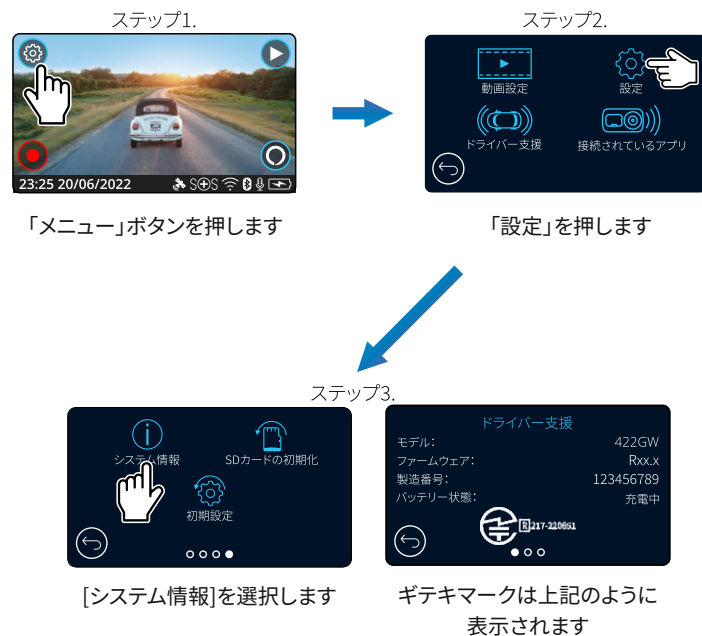 ステップ1.
23:25 20/06/2022
SOS
「メニュー」ボタンを押します
ステップ2.
動画設定
設定
ドライバー支援
接続されているアプリ
「設定」を押します
ステップ3.
システム情報
SDカードの初期化
初期設定
[システム情報]を選択します
ドライバー支援
モデル: 422GW
ファームウェア: Rxx.x
製造番号: 123456789
バッテリー状態: 充電中
R 217-220651
ギテキマークは上記のように
表示されます